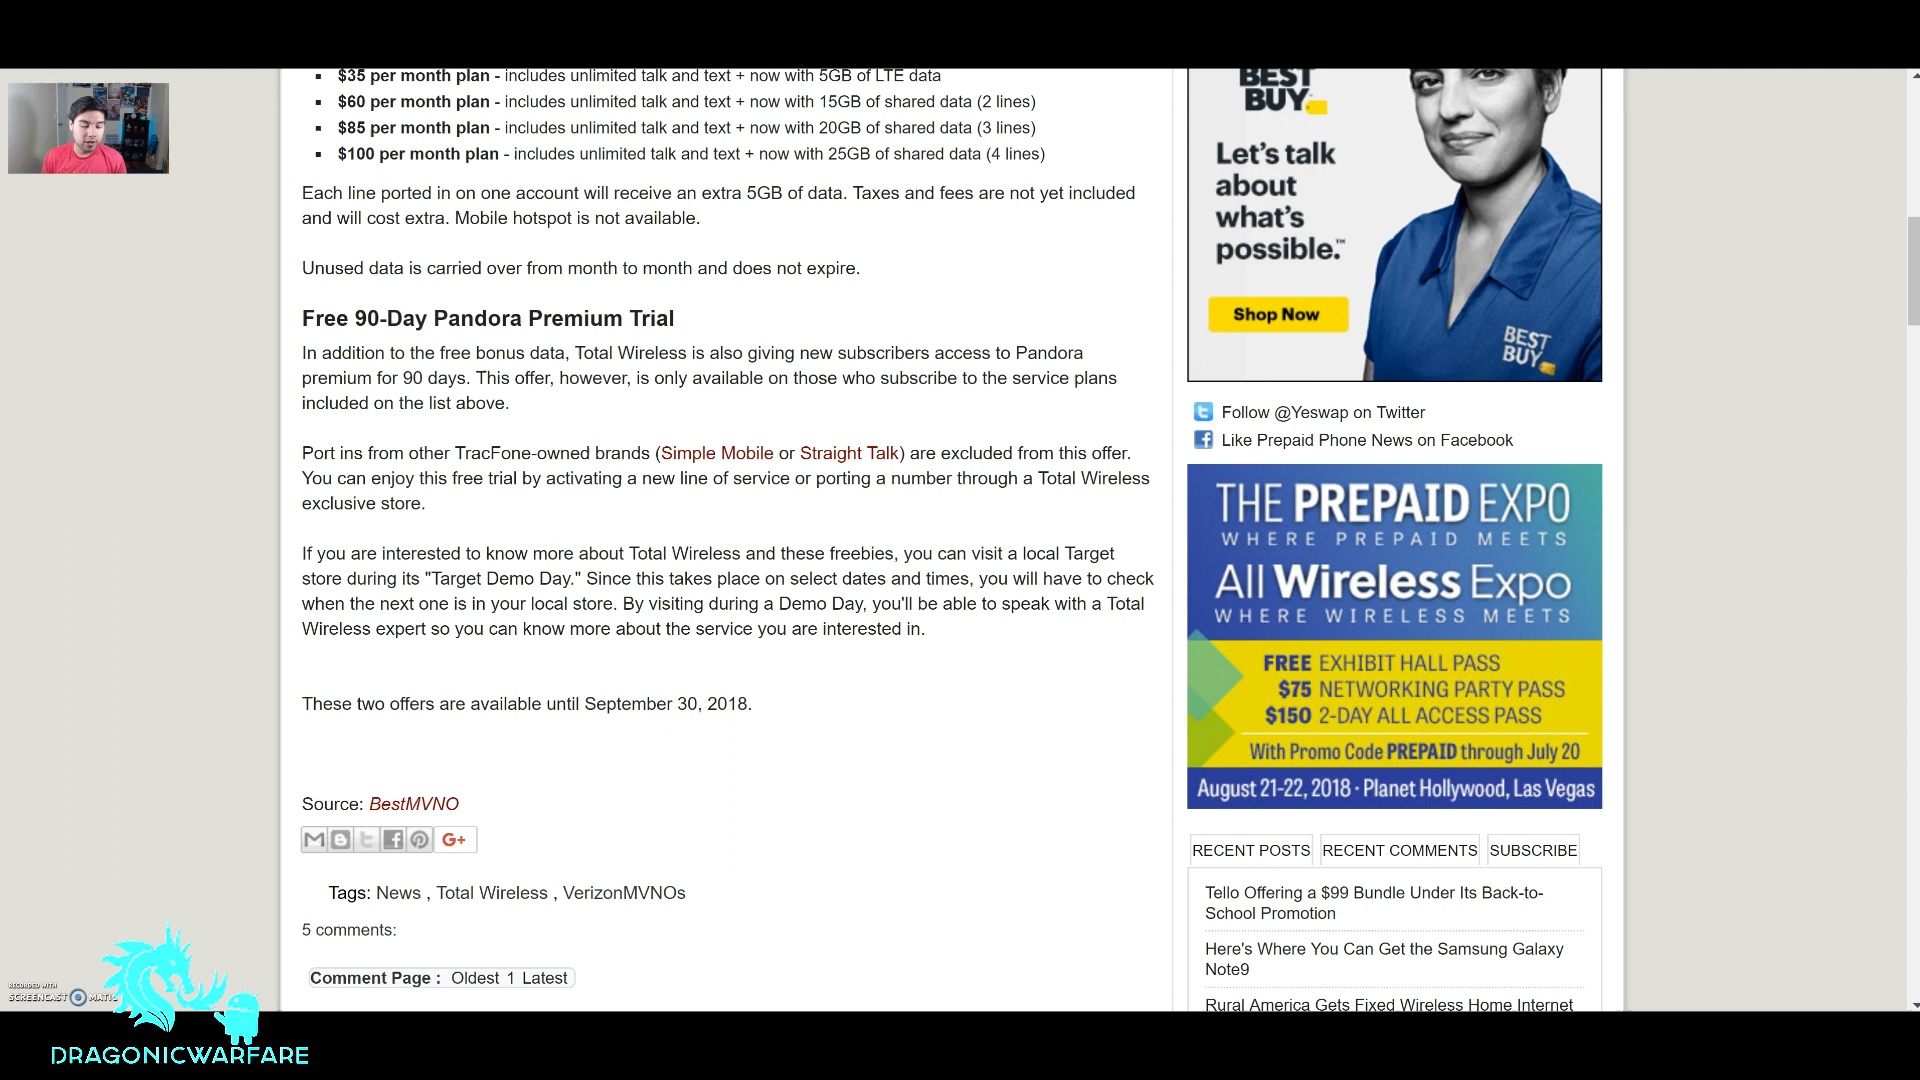 $35 per month plan - includes unlimited talk and text + now with 5GB of LTE data
$60 per month plan - includes unlimited talk and text + now with 15GB of shared data (2 lines)
$85 per month plan - includes unlimited talk and text + now with 20GB of shared data (3 lines)
$100 per month plan - includes unlimited talk and text + now with 25GB of shared data (4 lines)
Each line ported in on one account will receive an extra 5GB of data. Taxes and fees are not yet included
and will cost extra. Mobile hotspot is not available.
Unused data is carried over from month to month and does not expire.
Free 90-Day Pandora Premium Trial
In addition to the free bonus data, Total Wireless is also giving new subscribers access to Pandora
premium for 90 days. This offer, however, is only available on those who subscribe to the service plans
included on the list above.
Port ins from other TracFone-owned brands (Simple Mobile or Straight Talk) are excluded from this offer.
You can enjoy this free trial by activating a new line of service or porting a number through a Total Wireless
exclusive store.
If you are interested to know more about Total Wireless and these freebies, you can visit a local Target
store during its "Target Demo Day." Since this takes place on select dates and times, you will have to check
when the next one is in your local store. By visiting during a Demo Day, you'll be able to speak with a Total
Wireless expert so you can know more about the service you are interested in.
These two offers are available until September 30, 2018.
Source: BestMVNO
G+
Tags: News , Total Wireless , VerizonMVNOs
5 comments:
Comment Page : Oldest 1 Latest
BEST
BUY
Let's talk
about
what's
possible.™
Shop Now
BEST
BUY
Follow @Yeswap on Twitter
Like Prepaid Phone News on Facebook
THE PREPAID EXPO
WHERE PREPAID MEETS
All Wireless Expo
WHERE WIRELESS MEETS
FREE EXHIBIT HALL PASS
$75 NETWORKING PARTY PASS
$150 2-DAY ALL ACCESS PASS
With Promo Code PREPAID through July 20
August 21-22, 2018 · Planet Hollywood, Las Vegas
RECENT POSTS RECENT COMMENTS SUBSCRIBE
Tello Offering a $99 Bundle Under Its Back-to-
School Promotion
Here's Where You Can Get the Samsung Galaxy
Note9
Rural America Gets Fixed Wireless Home Internet
RECORDED WITH
SCREENCAST MATIC
DRAGONICWARFARE